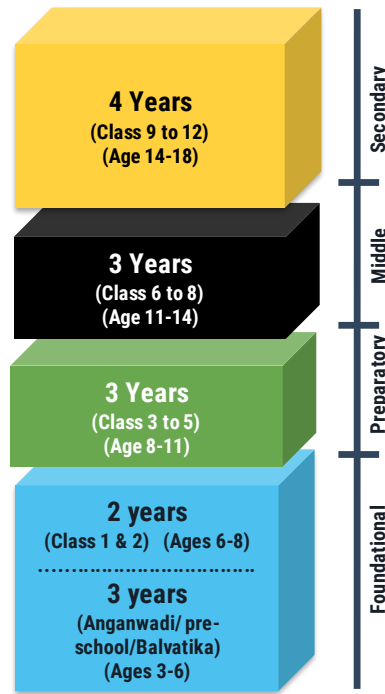 4 Years
(Class 9 to 12)
(Age 14-18)
Secondary
3 Years
(Class 6 to 8)
(Age 11-14)
Middle
3 Years
(Class 3 to 5)
(Age 8-11)
Preparatory
2 years
(Class 1 & 2) (Ages 6-8)
3 years
(Anganwadi/ pre-
school/Balvatika)
(Ages 3-6)
Foundational